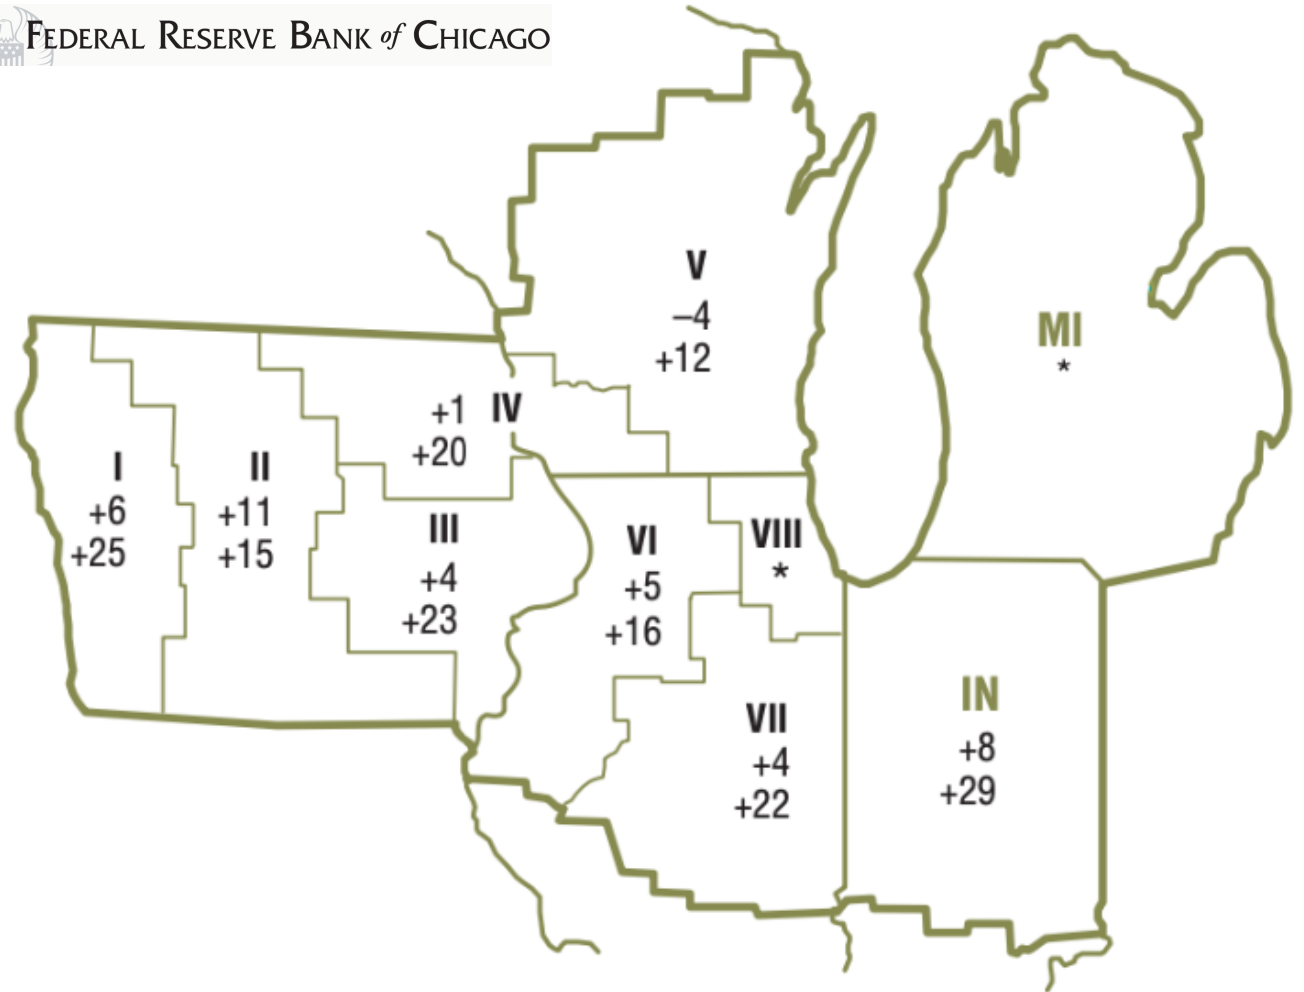 FEDERAL RESERVE BANK of CHICAGO
V
–4
+12
MI
*
IV
+1
+20
I
+6
+25
II
+11
+15
III
+4
+23
VI
+5
+16
VIII
*
VII
+4
+22
IN
+8
+29